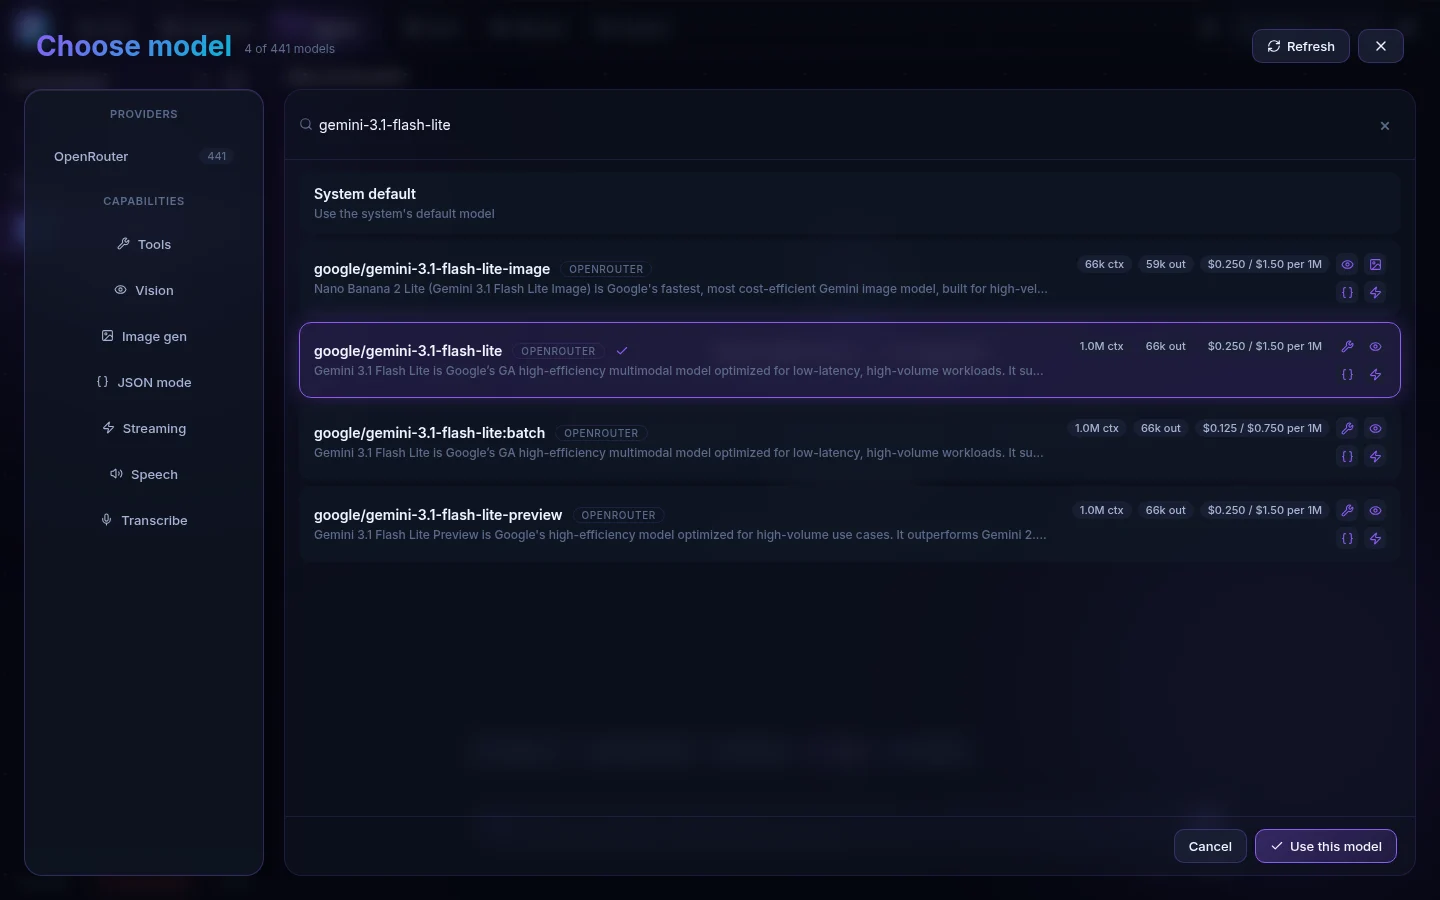 Choose model 4 of 441 models
Refresh
PROVIDERS
OpenRouter 441
CAPABILITIES
Tools
Vision
Image gen
JSON mode
Streaming
Speech
Transcribe
gemini-3.1-flash-lite
System default
Use the system's default model
google/gemini-3.1-flash-lite-image OPENROUTER 66k ctx 59k out $0.250 / $1.50 per 1M
Nano Banana 2 Lite (Gemini 3.1 Flash Lite Image) is Google's fastest, most cost-efficient Gemini image model, built for high-vel...
google/gemini-3.1-flash-lite OPENROUTER 1.0M ctx 66k out $0.250 / $1.50 per 1M
Gemini 3.1 Flash Lite is Google's GA high-efficiency multimodal model optimized for low-latency, high-volume workloads. It su...
google/gemini-3.1-flash-lite:batch OPENROUTER 1.0M ctx 66k out $0.125 / $0.750 per 1M
Gemini 3.1 Flash Lite is Google's GA high-efficiency multimodal model optimized for low-latency, high-volume workloads. It su...
google/gemini-3.1-flash-lite-preview OPENROUTER 1.0M ctx 66k out $0.250 / $1.50 per 1M
Gemini 3.1 Flash Lite Preview is Google's high-efficiency model optimized for high-volume use cases. It outperforms Gemini 2....
Cancel
Use this model